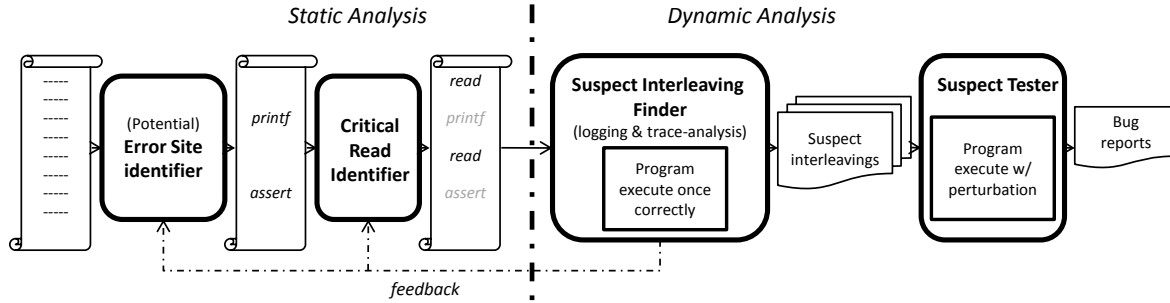 Static Analysis
Dynamic Analysis
-----
-----
-----
-----
-----
-----
-----
-----
-----
(Potential)
Error Site
identifier
printf
assert
Critical
Read
Identifier
read
printf
read
assert
Suspect Interleaving
Finder
(logging & trace-analysis)
Program
execute once
correctly
Suspect
interleavings
Suspect Tester
Program
execute w/
perturbation
Bug
reports
feedback